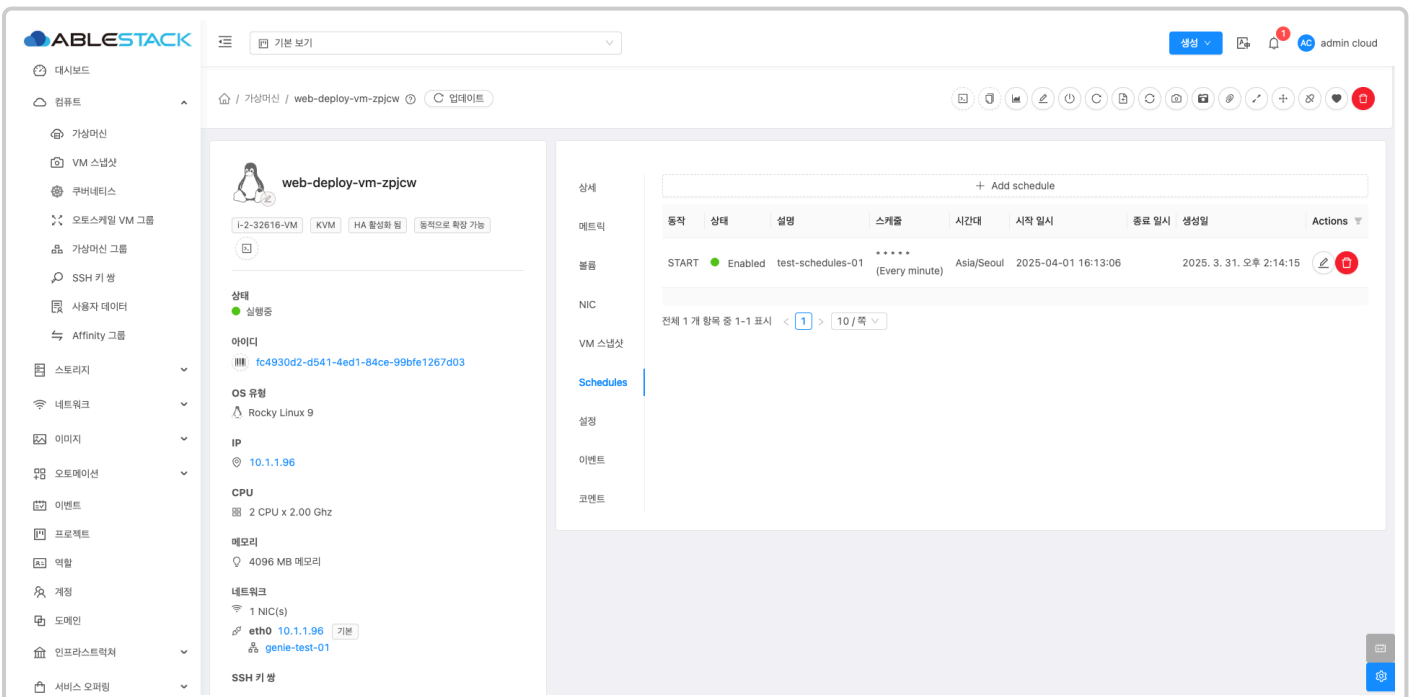 ABLESTACK
기본 보기
생성
1
AC admin cloud
대시보드
컴퓨트
가상머신
VM 스냅샷
쿠버네티스
오토스케일 VM 그룹
가상머신 그룹
SSH 키 쌍
사용자 데이터
Affinity 그룹
스토리지
네트워크
이미지
오토메이션
이벤트
프로젝트
역할
계정
도메인
인프라스트럭쳐
서비스 오퍼링
/ 가상머신 / web-deploy-vm-zpjcw 업데이트
web-deploy-vm-zpjcw
i-2-32616-VM KVM HA 활성화 됨 동적으로 확장 가능
상태
실행중
아이디
fc4930d2-d541-4ed1-84ce-99bfe1267d03
OS 유형
Rocky Linux 9
IP
10.1.1.96
CPU
2 CPU x 2.00 Ghz
메모리
4096 MB 메모리
네트워크
1 NIC(s)
eth0 10.1.1.96 기본
genie-test-01
SSH 키 쌍
상세
메트릭
볼륨
NIC
VM 스냅샷
Schedules
설정
이벤트
코멘트
+ Add schedule
동작 상태 설명 스케줄 시간대 시작 일시 종료 일시 생성일 Actions
START Enabled test-schedules-01 * * * * * (Every minute) Asia/Seoul 2025-04-01 16:13:06 2025. 3. 31. 오후 2:14:15
전체 1 개 항목 중 1-1 표시 < 1 > 10 / 쪽